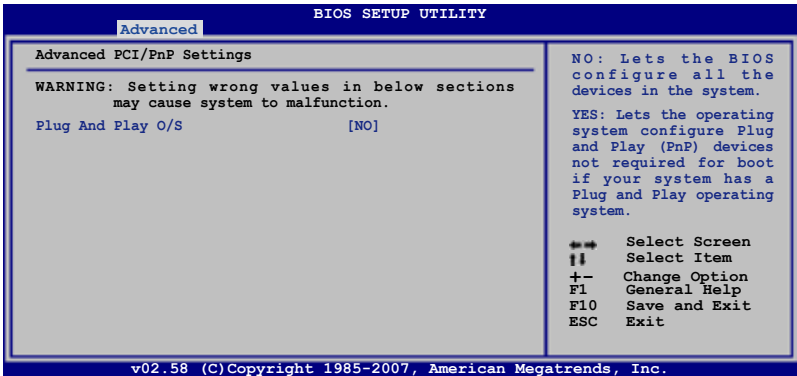 BIOS SETUP UTILITY
Advanced
Advanced PCI/PnP Settings
WARNING: Setting wrong values in below sections
may cause system to malfunction.
Plug And Play O/S [NO]
NO: Lets the BIOS
configure all the
devices in the system.
YES: Lets the operating
system configure Plug
and Play (PnP) devices
not required for boot
if your system has a
Plug and Play operating
system.
Select Screen
Select Item
+- Change Option
F1 General Help
F10 Save and Exit
ESC Exit
v02.58 (C)Copyright 1985-2007, American Megatrends, Inc.